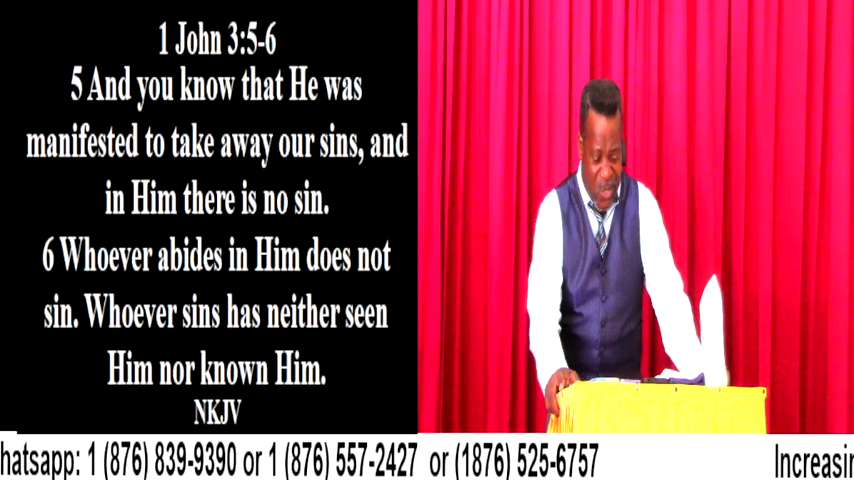 1 John 3:5-6
5 And you know that He was
manifested to take away our sins, and
in Him there is no sin.
6 Whoever abides in Him does not
sin. Whoever sins has neither seen
Him nor known Him.
NKJV
hatsapp: 1 (876) 839-9390 or 1 (876) 557-2427 or (1876) 525-6757 Increasin